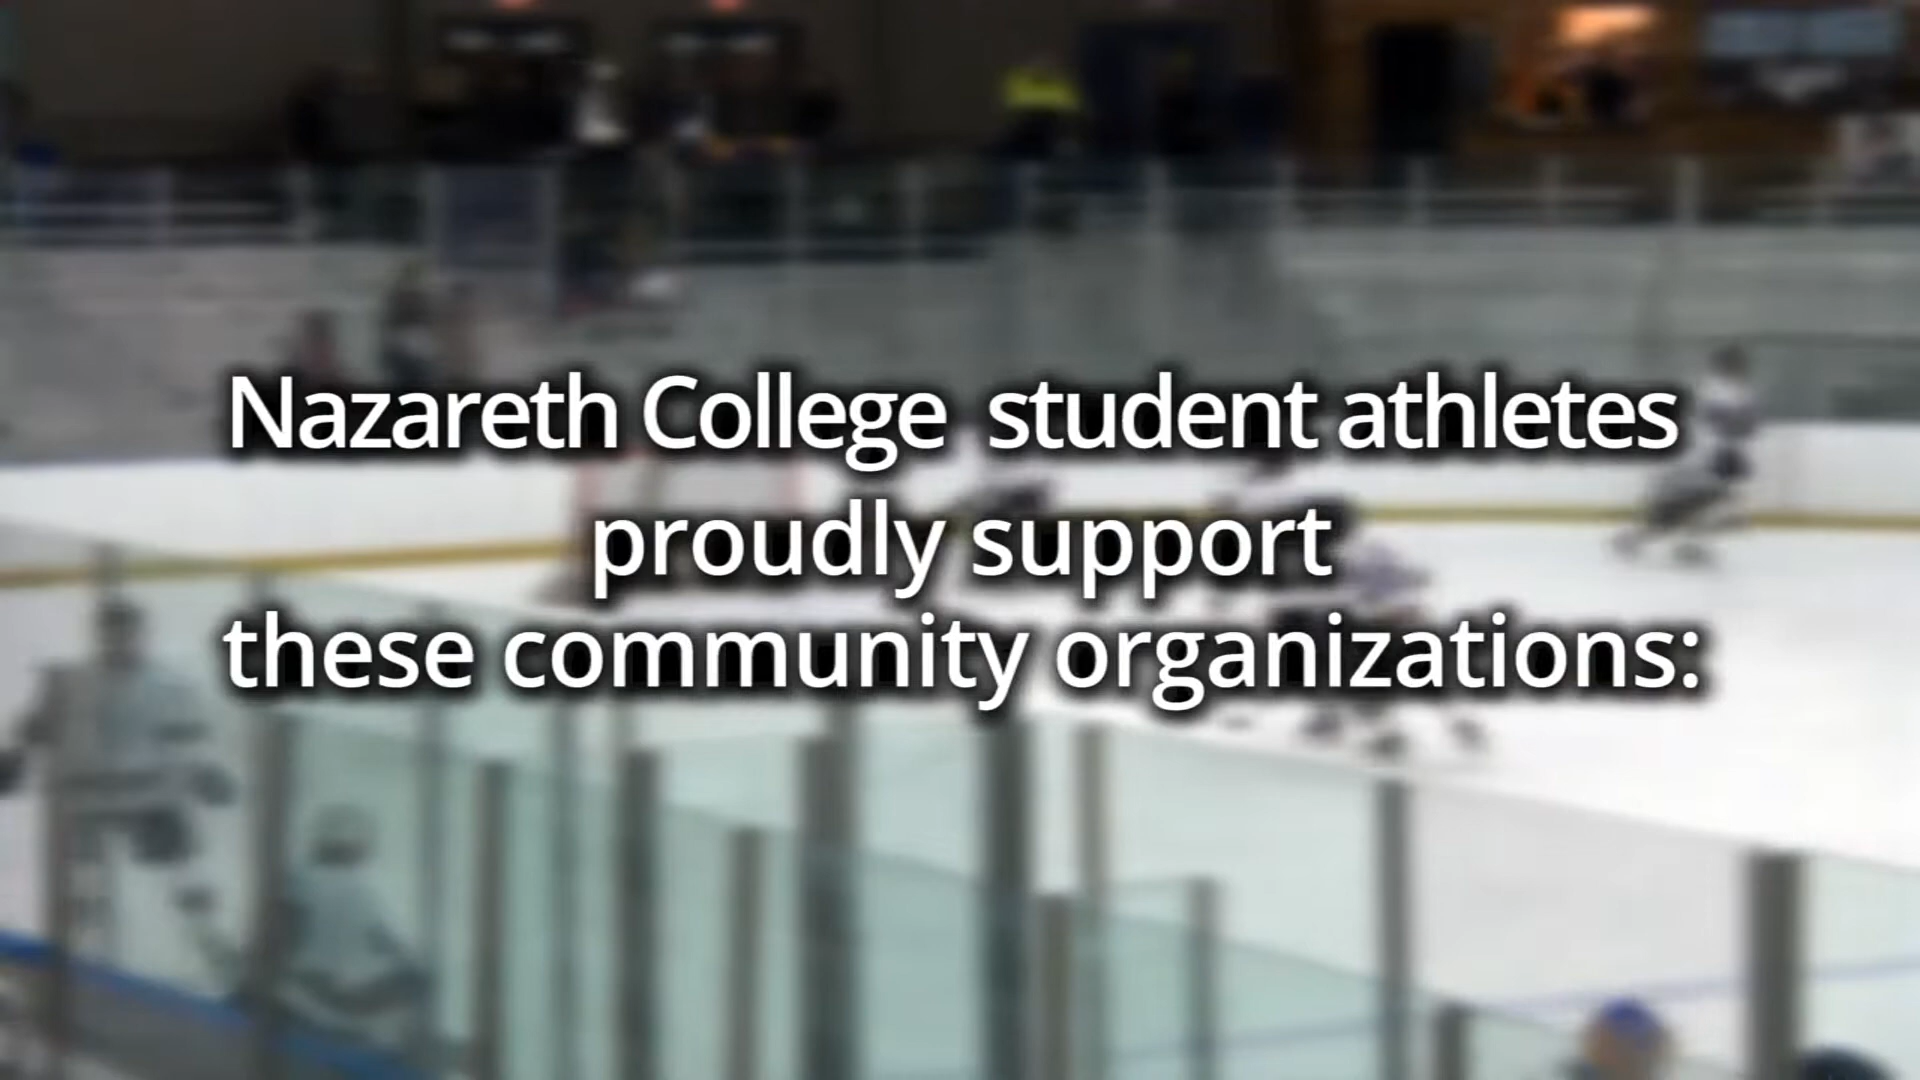 Nazareth College student athletes
proudly support
these community organizations: